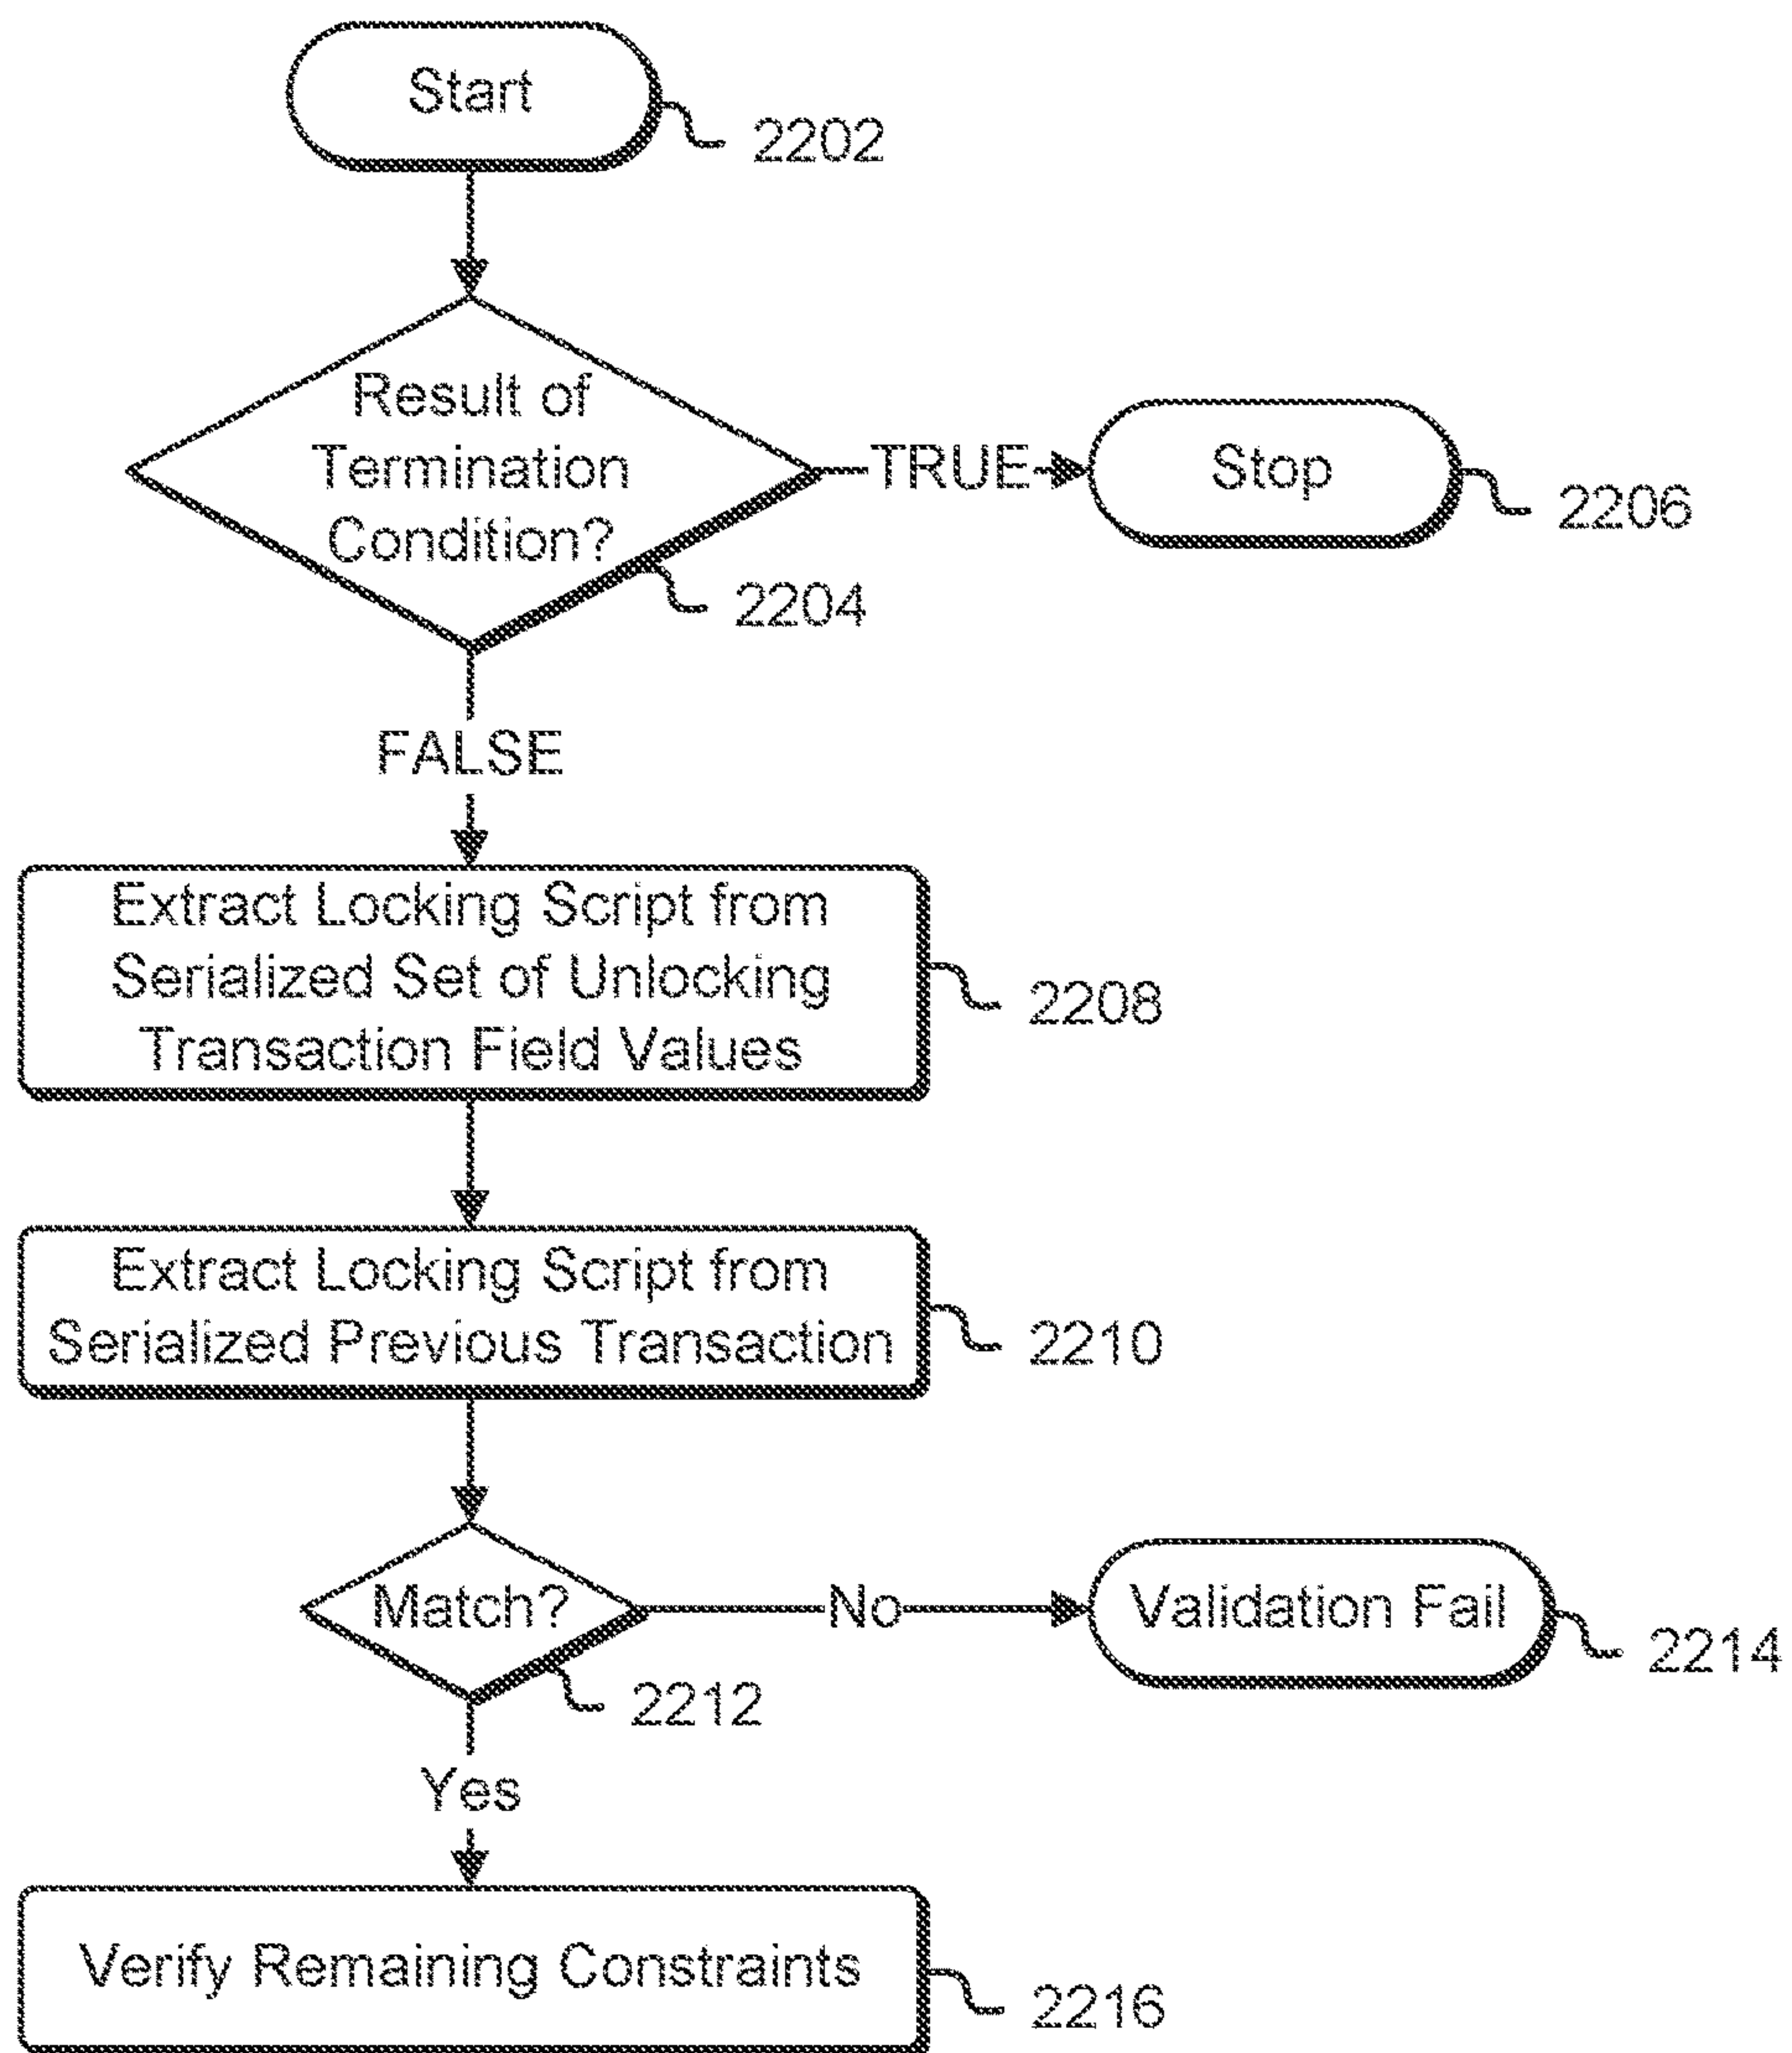 Start
2202
Result of
Termination
Condition?
2204
TRUE
Stop
2206
FALSE
Extract Locking Script from
Serialized Set of Unlocking
Transaction Field Values
2208
Extract Locking Script from
Serialized Previous Transaction
2210
Match?
2212
No
Validation Fail
2214
Yes
Verify Remaining Constraints
2216